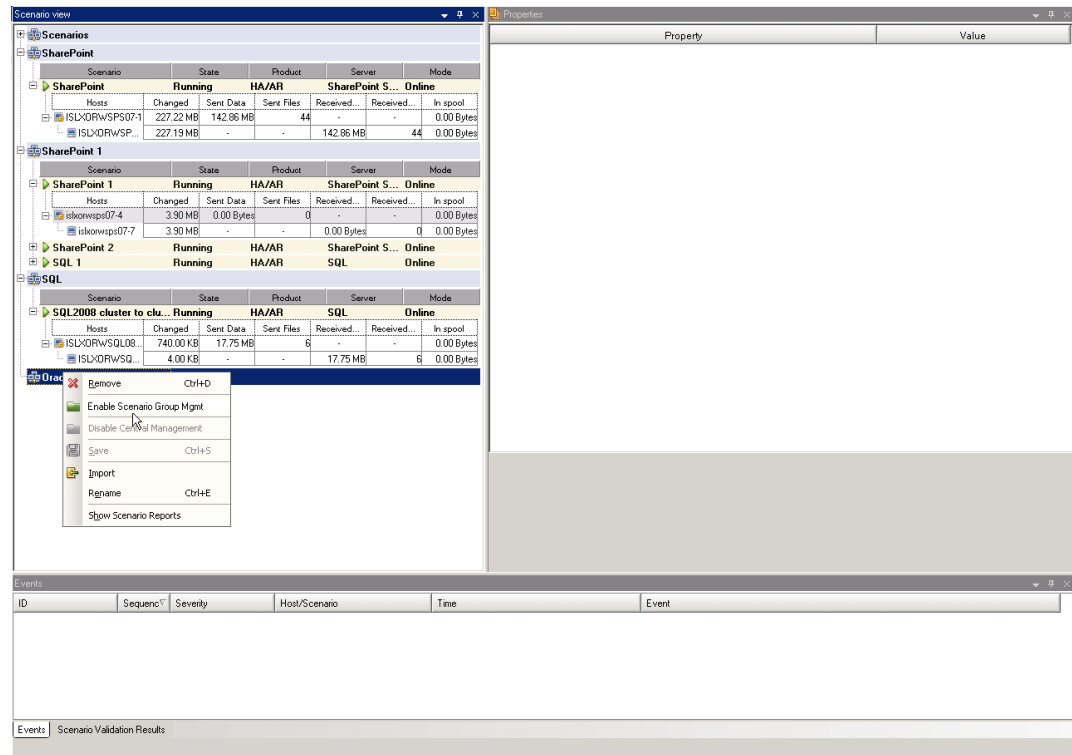 Scenario view
Scenarios
SharePoint
Scenario State Product Server Mode
SharePoint Running HA/AR SharePoint S... Online
Hosts Changed Sent Data Sent Files Received... Received... In spool
ISLXORWSPS07-1 227.22 MB 142.86 MB 44 - - 0.00 Bytes
ISLXORWSP... 227.19 MB - - 142.86 MB 44 0.00 Bytes
SharePoint 1
Scenario State Product Server Mode
SharePoint 1 Running HA/AR SharePoint S... Online
Hosts Changed Sent Data Sent Files Received... Received... In spool
islxorwsps07-4 3.90 MB 0.00 Bytes 0 - - 0.00 Bytes
islxorwsps07-7 3.90 MB - - 0.00 Bytes 0 0.00 Bytes
SharePoint 2 Running HA/AR SharePoint S... Online
SQL 1 Running HA/AR SQL Online
SQL
Scenario State Product Server Mode
SQL2008 cluster to clu... Running HA/AR SQL Online
Hosts Changed Sent Data Sent Files Received... Received... In spool
ISLXORWSQL08... 740.00 KB 17.75 MB 6 - - 0.00 Bytes
ISLXORWSQ... 4.00 KB - - 17.75 MB 6 0.00 Bytes
Orac
Remove Ctrl+D
Enable Scenario Group Mgmt
Disable Central Management
Save Ctrl+S
Import
Rename Ctrl+E
Show Scenario Reports
Properties
Property Value
Events
ID Sequenc Severity Host/Scenario Time Event
Events Scenario Validation Results